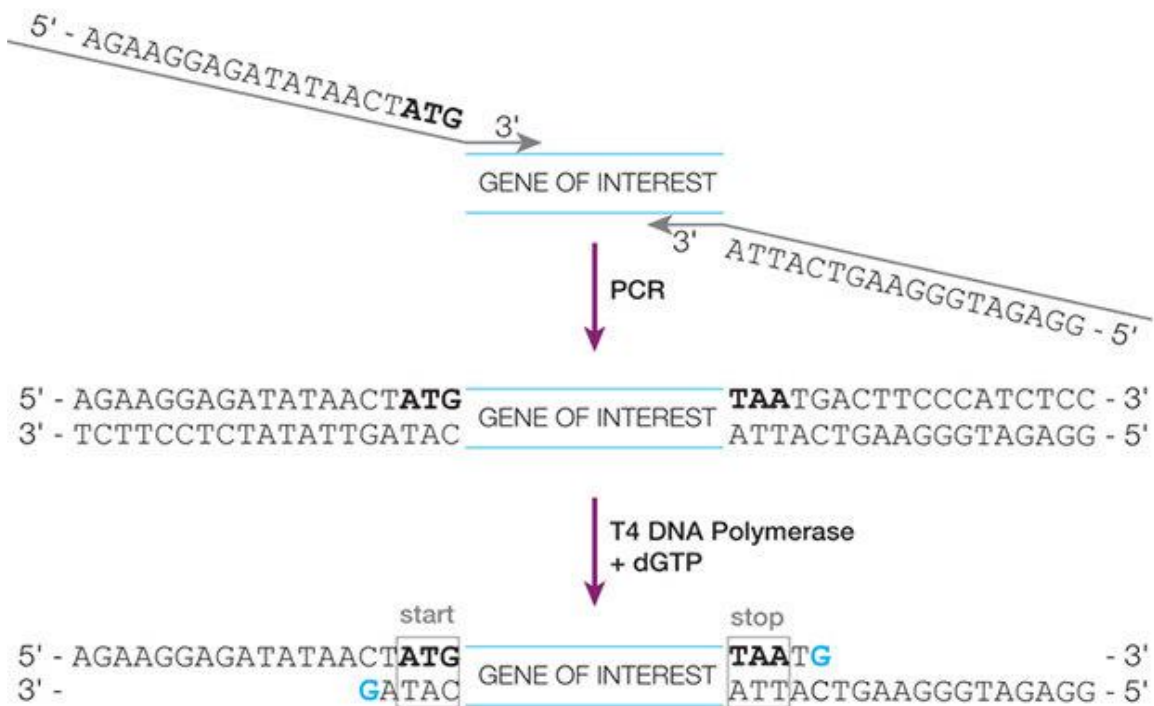 5' - AGAAGGAGATATAACTATG
3'
GENE OF INTEREST
3'
ATTACTGAAGGGTAGAGG - 5'
PCR
5' - AGAAGGAGATATAACTATG GENE OF INTEREST TAATGACTTCCCATCTCC - 3'
3' - TCTTCCTCTATATTGATAC ATTACTGAAGGGTAGAGG - 5'
T4 DNA Polymerase
+ dGTP
start stop
5' - AGAAGGAGATATAACTATG GENE OF INTEREST TAATG - 3'
3' - GATAC ATTACTGAAGGGTAGAGG - 5'